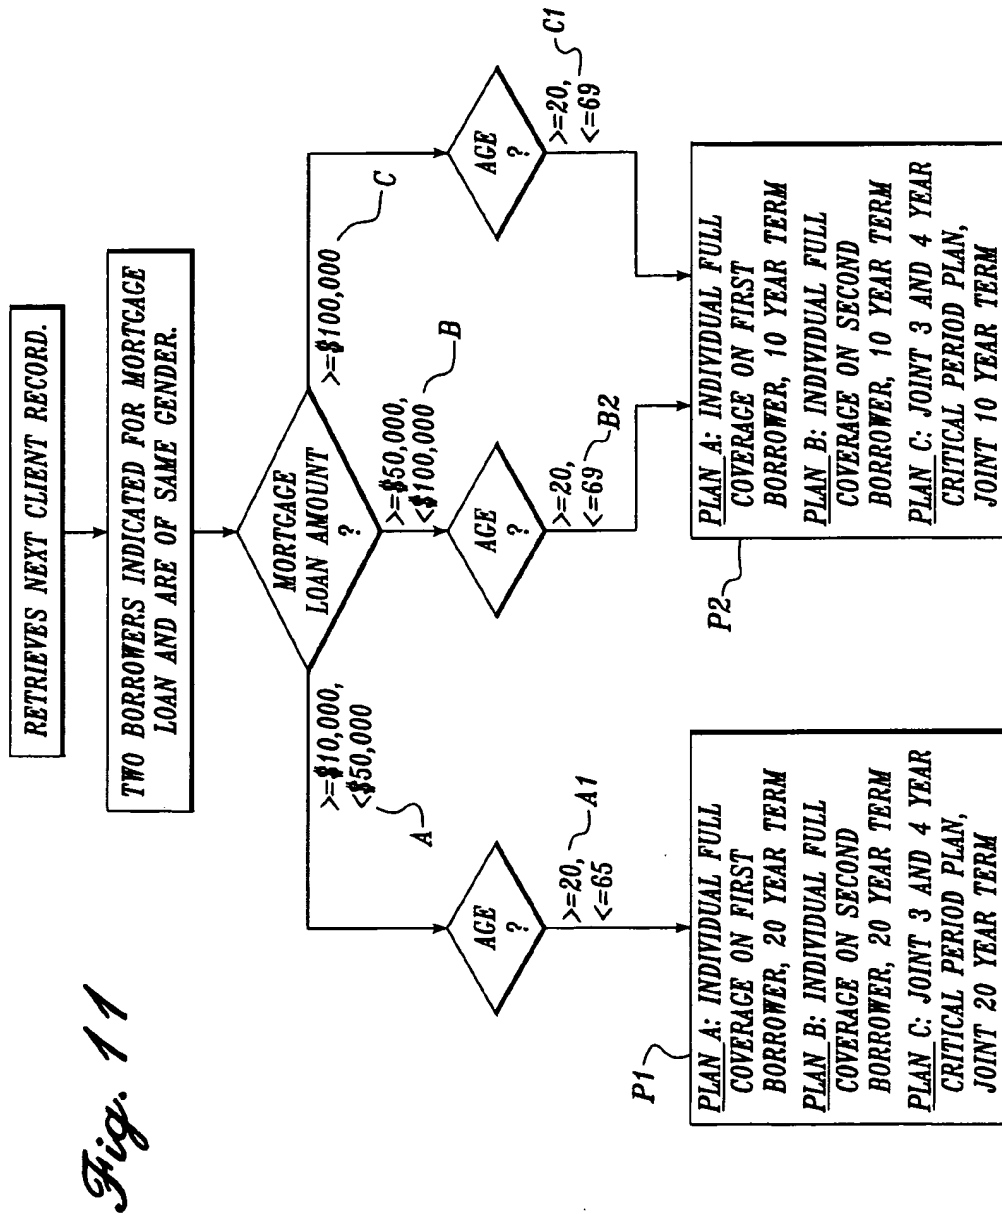 Fig. 11
RETRIEVES NEXT CLIENT RECORD.
TWO BORROWERS INDICATED FOR MORTGAGE
LOAN AND ARE OF SAME GENDER.
MORTGAGE
LOAN AMOUNT
?
>=$10,000,
<$50,000
A
>=$50,000,
<$100,000
B
>=$100,000
C
AGE
?
>=20,
<=65
A1
AGE
?
>=20,
<=69
B2
AGE
?
>=20,
<=69
C1
P1
PLAN A: INDIVIDUAL FULL
COVERAGE ON FIRST
BORROWER, 20 YEAR TERM
PLAN B: INDIVIDUAL FULL
COVERAGE ON SECOND
BORROWER, 20 YEAR TERM
PLAN C: JOINT 3 AND 4 YEAR
CRITICAL PERIOD PLAN,
JOINT 20 YEAR TERM
P2
PLAN A: INDIVIDUAL FULL
COVERAGE ON FIRST
BORROWER, 10 YEAR TERM
PLAN B: INDIVIDUAL FULL
COVERAGE ON SECOND
BORROWER, 10 YEAR TERM
PLAN C: JOINT 3 AND 4 YEAR
CRITICAL PERIOD PLAN,
JOINT 10 YEAR TERM